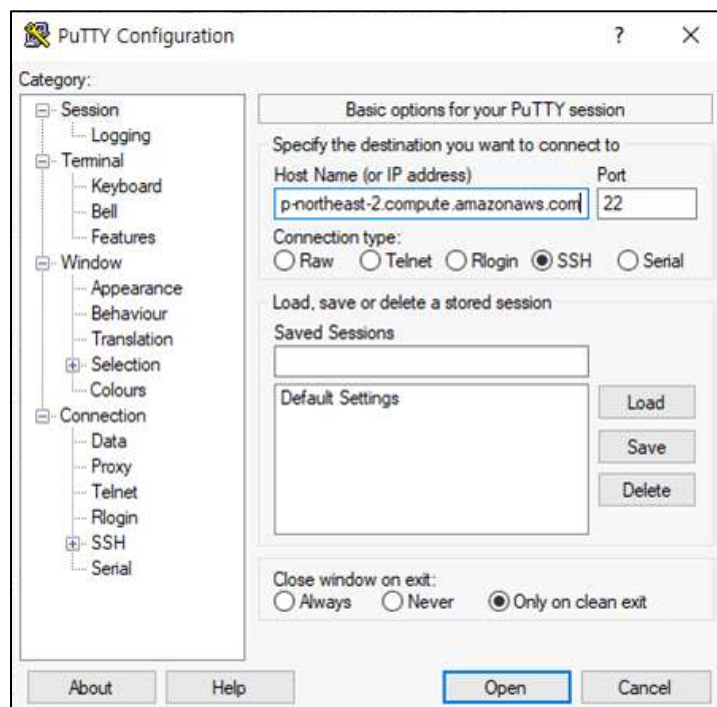 PuTTY Configuration
?
Category:
Session
Logging
Terminal
Keyboard
Bell
Features
Window
Appearance
Behaviour
Translation
Selection
Colours
Connection
Data
Proxy
Telnet
Rlogin
SSH
Serial
Basic options for your PuTTY session
Specify the destination you want to connect to
Host Name (or IP address) Port
p-northeast-2.compute.amazonaws.com 22
Connection type:
Raw Telnet Rlogin SSH Serial
Load, save or delete a stored session
Saved Sessions
Default Settings
Load
Save
Delete
Close window on exit:
Always Never Only on clean exit
About Help Open Cancel